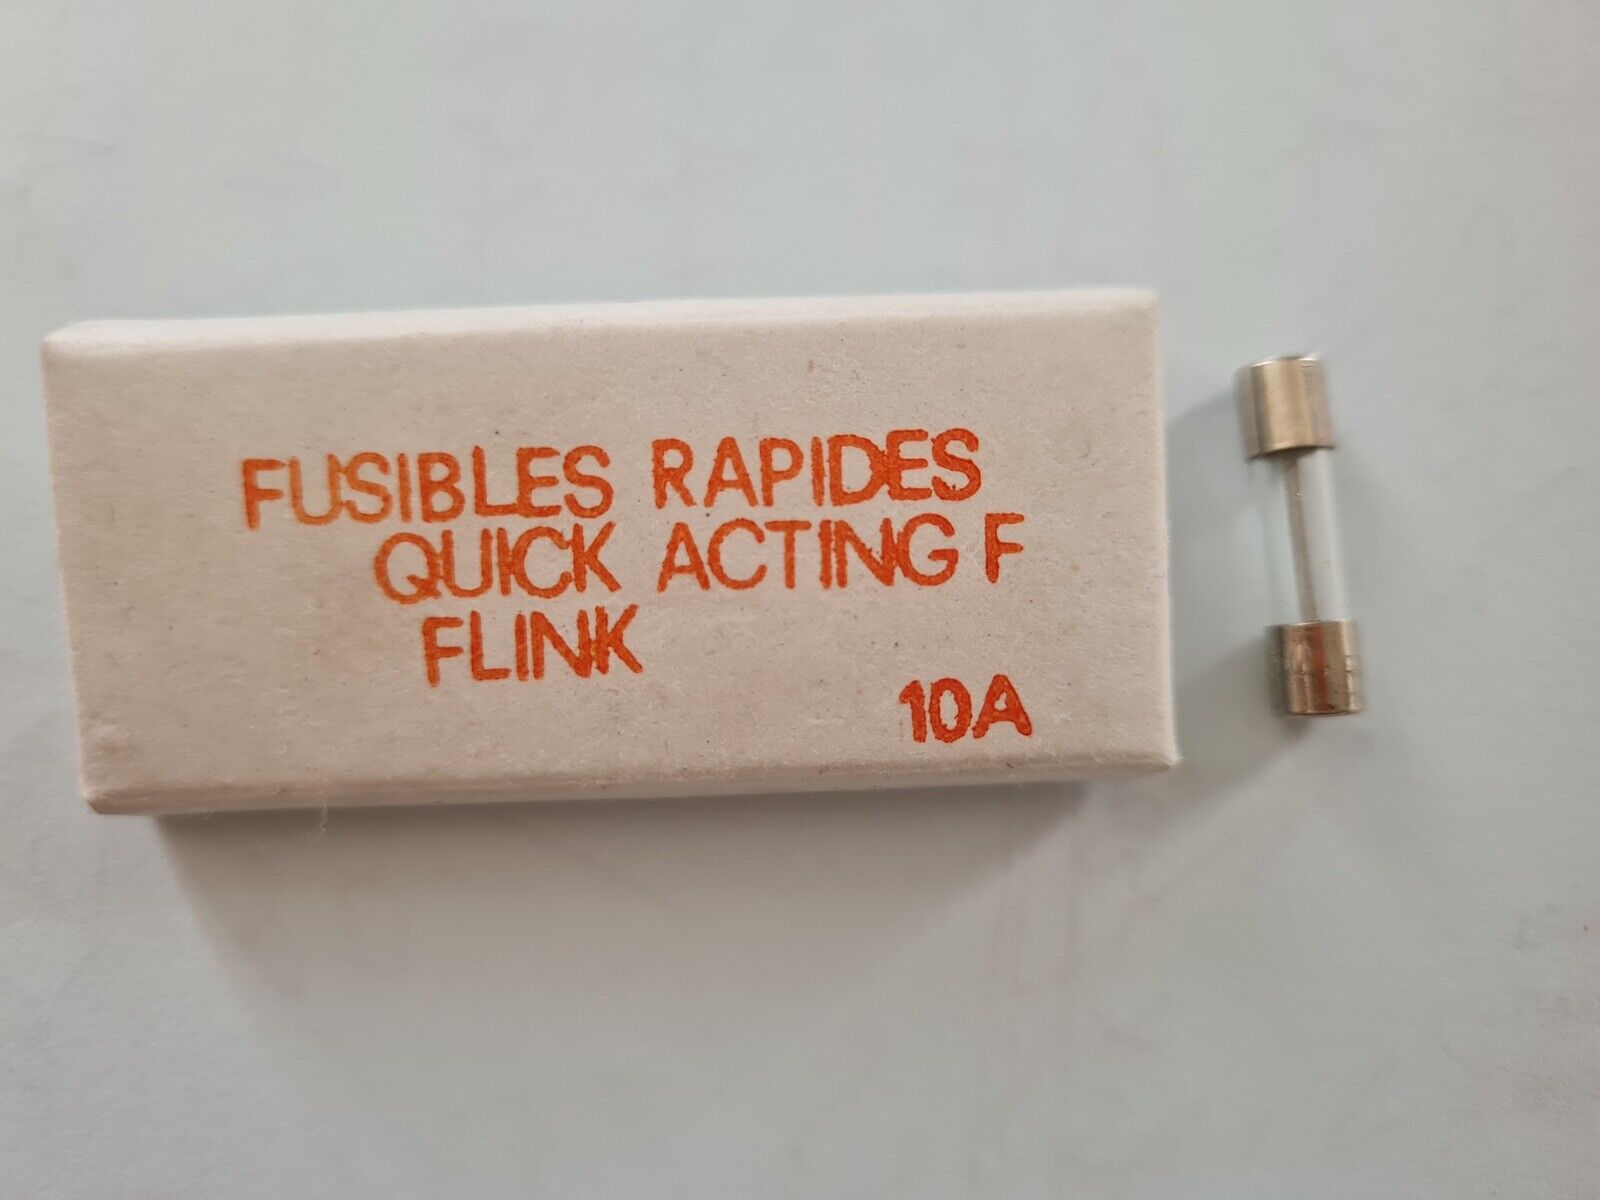 FUSIBLES RAPIDES
QUICK ACTING F
FLINK
10A